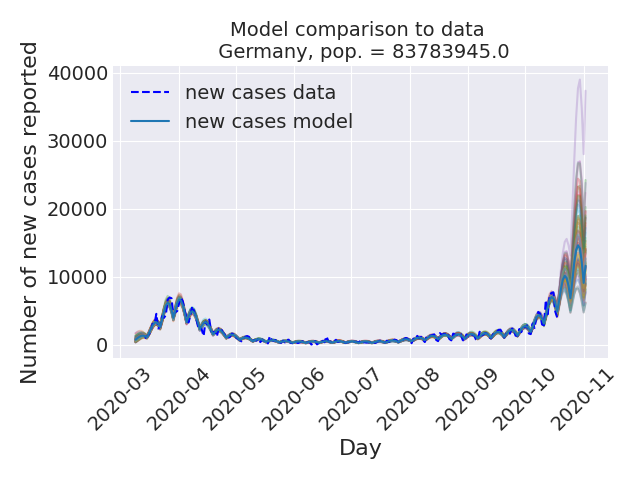 Model comparison to data
Germany, pop. = 83783945.0
Number of new cases reported
40000
30000
20000
10000
0
new cases data
new cases model
2020-03
2020-04
2020-05
2020-06
2020-07
2020-08
2020-09
2020-10
2020-11
Day